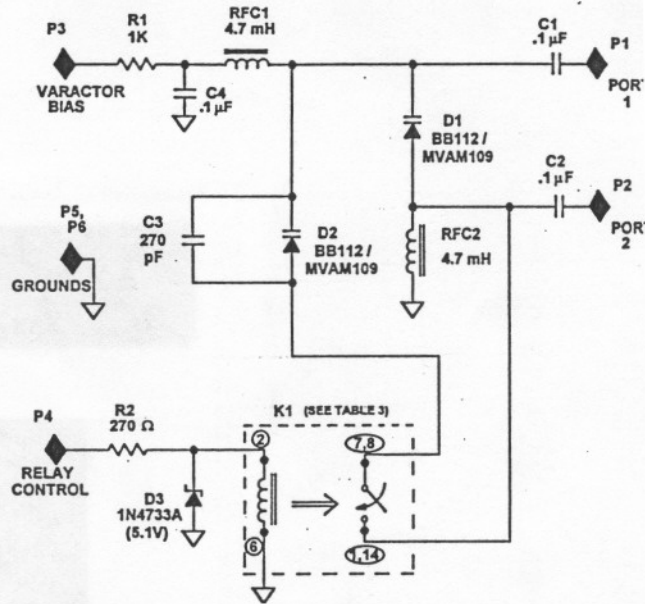 P3
R1
1K
RFC1
4.7 mH
C1
.1 µF
P1
VARACTOR
BIAS
C4
.1 µF
PORT
1
D1
BB112 /
MVAM109
C2
.1 µF
P2
P5,
P6
C3
270
pF
D2
BB112 /
MVAM109
RFC2
4.7 mH
PORT
2
GROUNDS
P4
R2
270 Ω
K1 (SEE TABLE 3)
2
7,8
RELAY
CONTROL
D3
1N4733A
(5.1V)
6
1,14